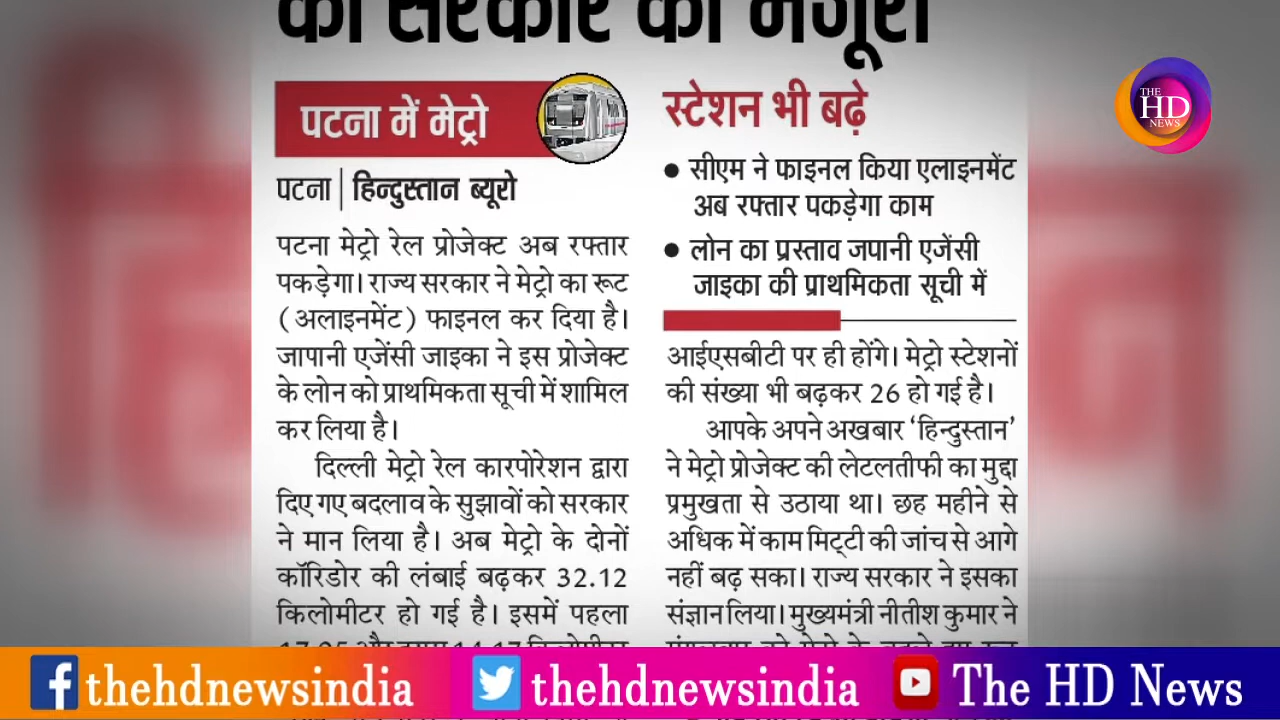 की सरकार की मंजूरी
पटना में मेट्रो
पटना | हिन्दुस्तान ब्यूरो
पटना मेट्रो रेल प्रोजेक्ट अब रफ्तार
पकड़ेगा। राज्य सरकार ने मेट्रो का रूट
(अलाइनमेंट) फाइनल कर दिया है।
जापानी एजेंसी जाइका ने इस प्रोजेक्ट
के लोन को प्राथमिकता सूची में शामिल
कर लिया है।
दिल्ली मेट्रो रेल कारपोरेशन द्वारा
दिए गए बदलाव के सुझावों को सरकार
ने मान लिया है। अब मेट्रो के दोनों
कॉरिडोर की लंबाई बढ़कर 32.12
किलोमीटर हो गई है। इसमें पहला
स्टेशन भी बढ़े
● सीएम ने फाइनल किया एलाइनमेंट
अब रफ्तार पकड़ेगा काम
● लोन का प्रस्ताव जपानी एजेंसी
जाइका की प्राथमिकता सूची में
आईएसबीटी पर ही होंगे। मेट्रो स्टेशनों
की संख्या भी बढ़कर 26 हो गई है।
आपके अपने अखबार ‘हिन्दुस्तान’
ने मेट्रो प्रोजेक्ट की लेटलतीफी का मुद्दा
प्रमुखता से उठाया था। छह महीने से
अधिक में काम मिट्टी की जांच से आगे
नहीं बढ़ सका। राज्य सरकार ने इसका
संज्ञान लिया। मुख्यमंत्री नीतीश कुमार ने
THE
HD
NEWS
thehdnewsindia
thehdnewsindia
The HD News